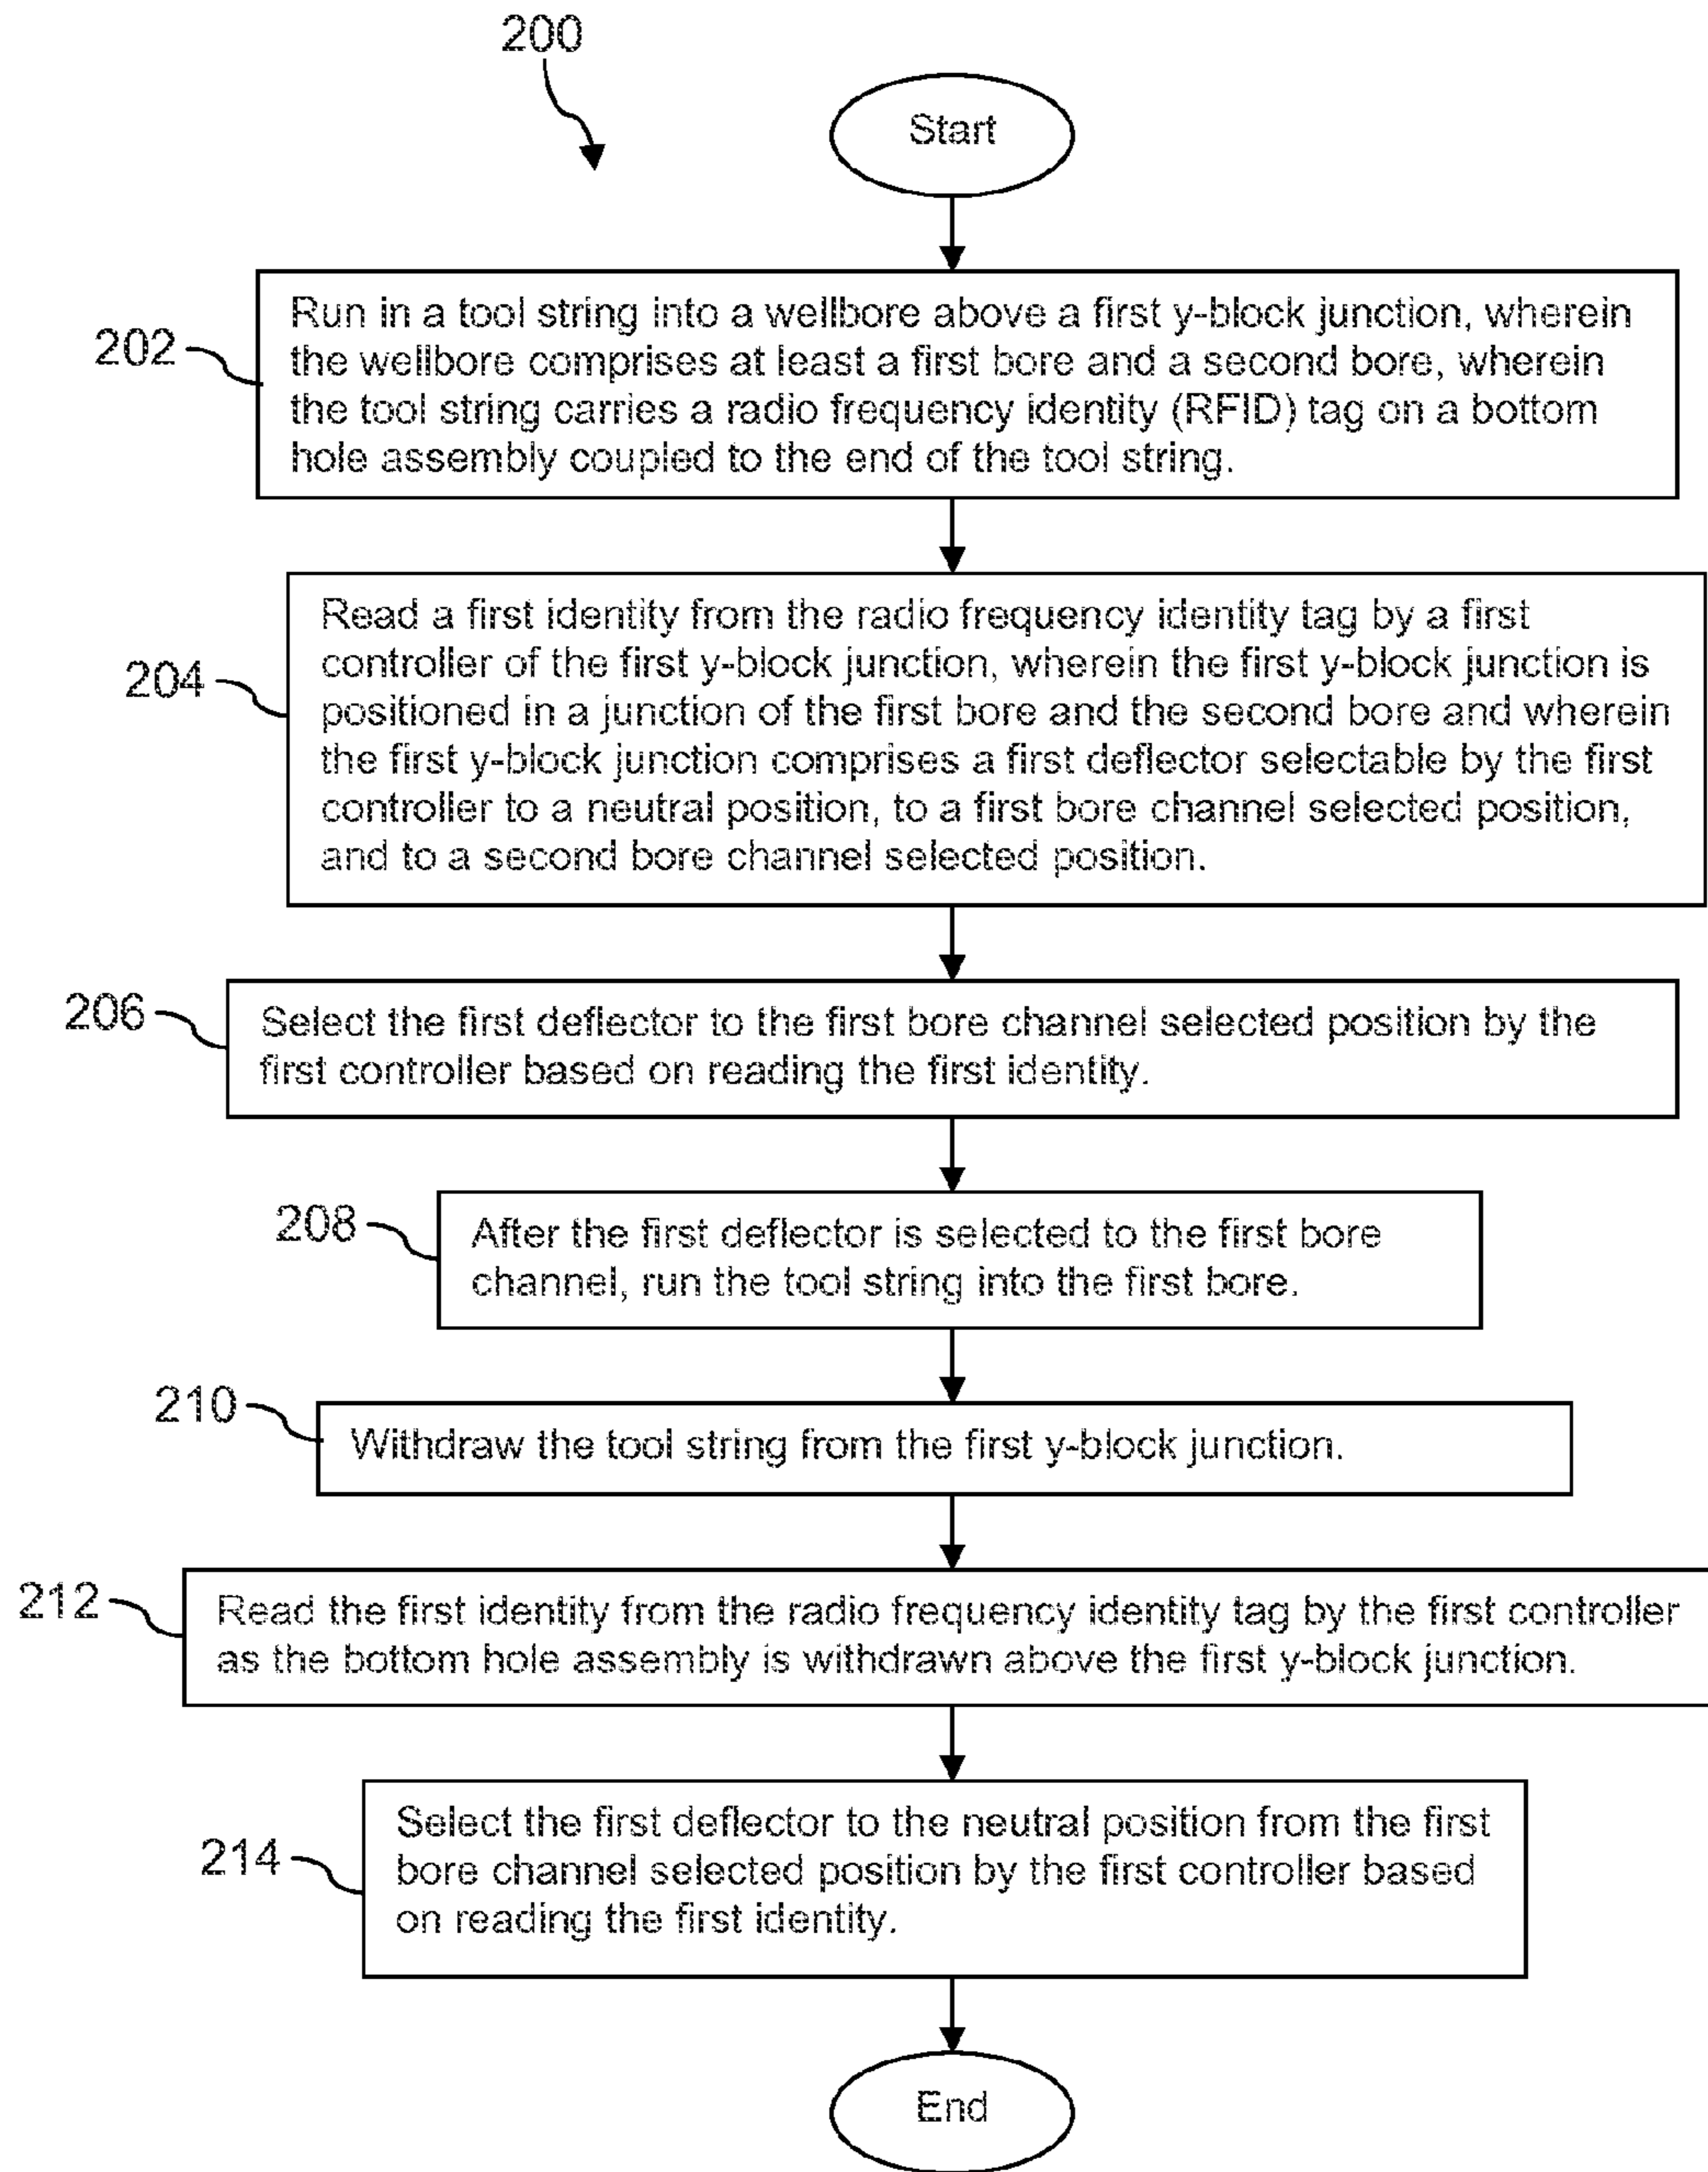 200
Start
202
Run in a tool string into a wellbore above a first y-block junction, wherein
the wellbore comprises at least a first bore and a second bore, wherein
the tool string carries a radio frequency identity (RFID) tag on a bottom
hole assembly coupled to the end of the tool string.
204
Read a first identity from the radio frequency identity tag by a first
controller of the first y-block junction, wherein the first y-block junction is
positioned in a junction of the first bore and the second bore and wherein
the first y-block junction comprises a first deflector selectable by the first
controller to a neutral position, to a first bore channel selected position,
and to a second bore channel selected position.
206
Select the first deflector to the first bore channel selected position by the
first controller based on reading the first identity.
208
After the first deflector is selected to the first bore
channel, run the tool string into the first bore.
210
Withdraw the tool string from the first y-block junction.
212
Read the first identity from the radio frequency identity tag by the first controller
as the bottom hole assembly is withdrawn above the first y-block junction.
214
Select the first deflector to the neutral position from the first
bore channel selected position by the first controller based
on reading the first identity.
End